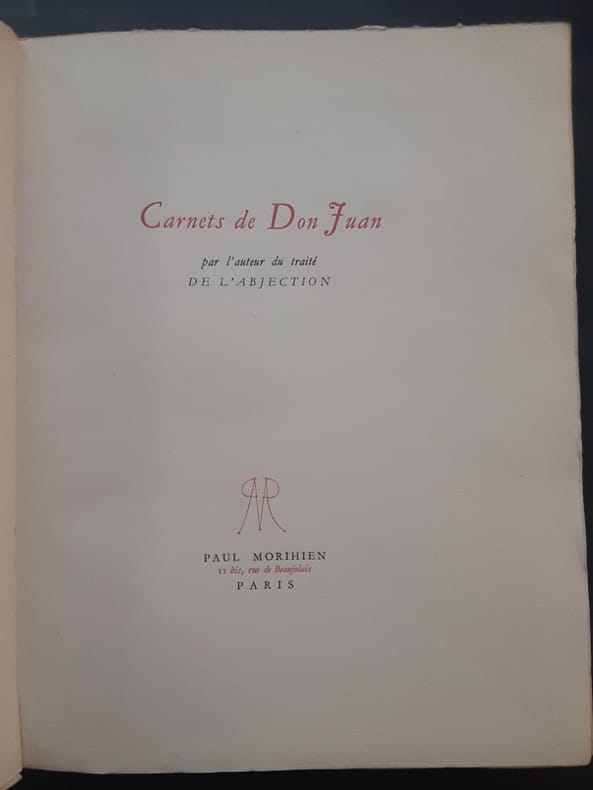 Carnets de Don Juan
par l'auteur du traité
DE L'ABJECTION
PAUL MORIHIEN
11 bis, rue de Beaujolais
PARIS